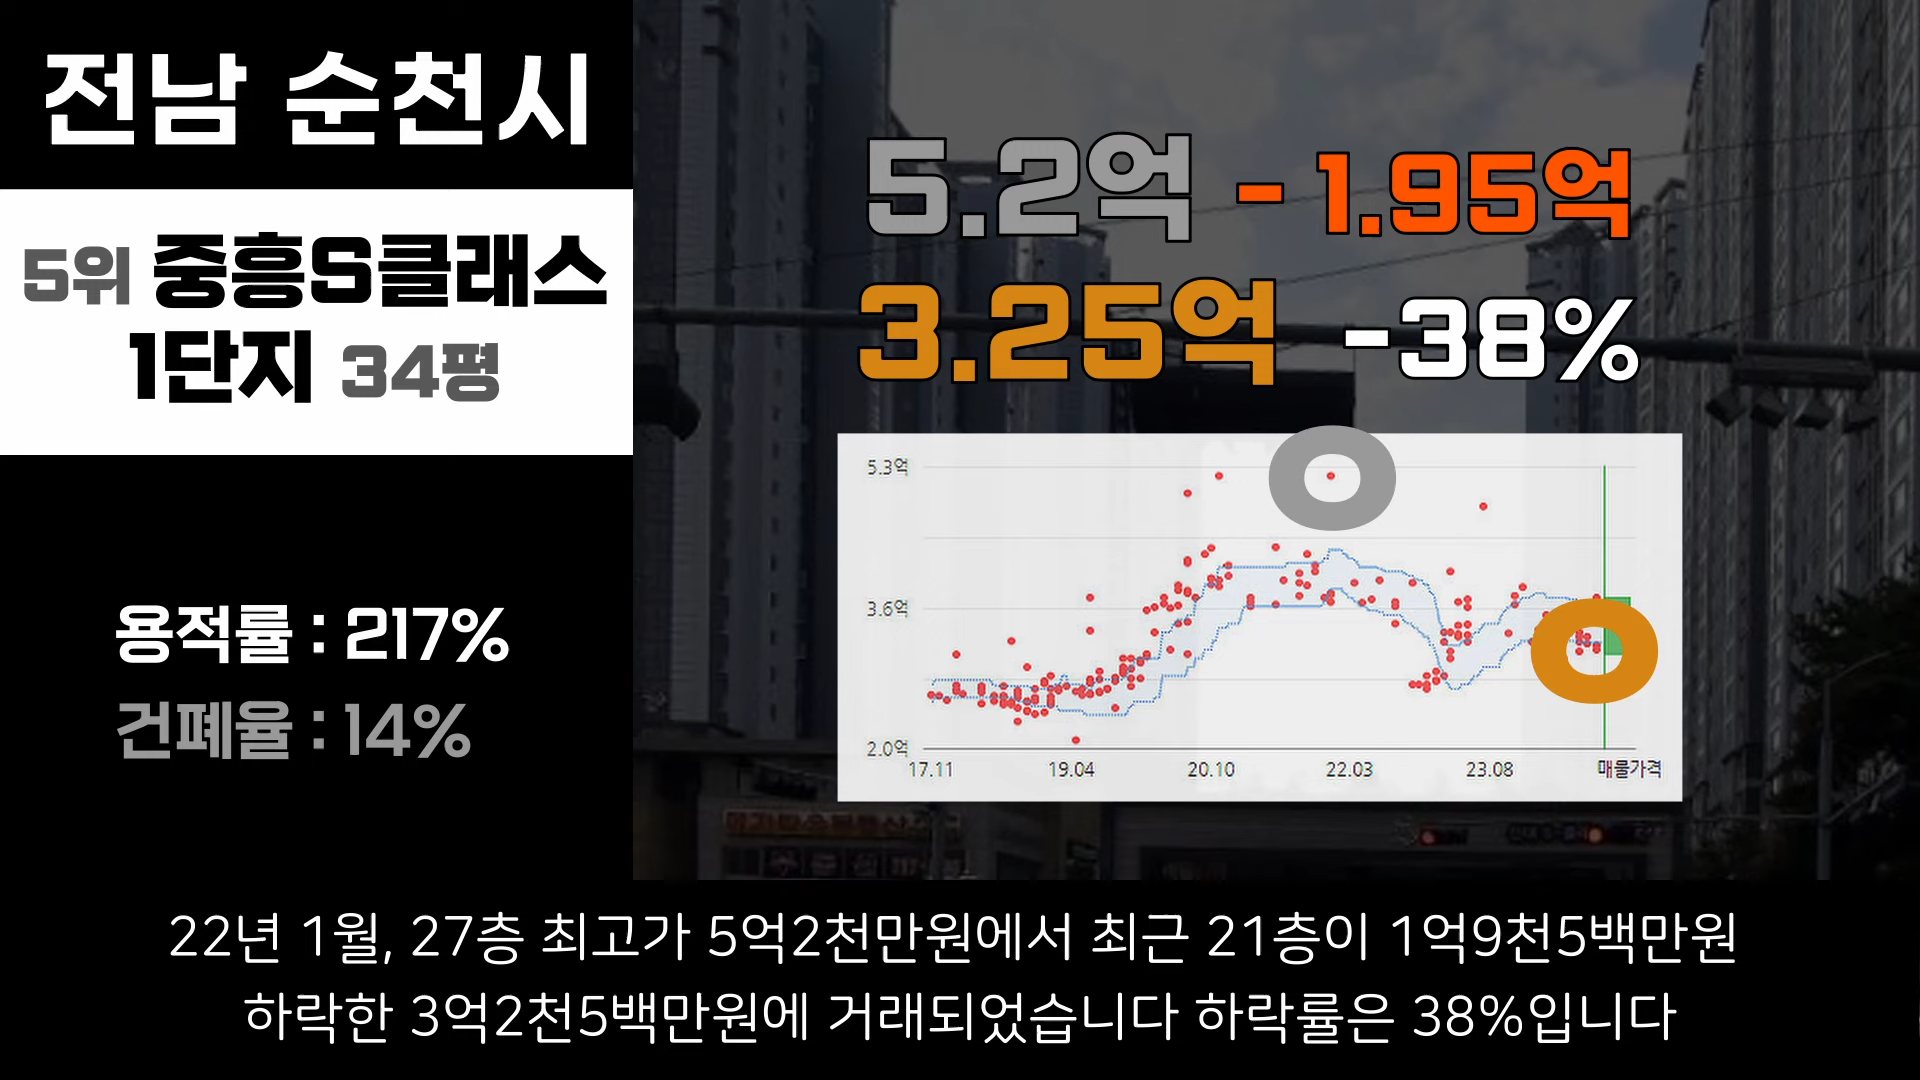 전남 순천시
5위 중흥S클래스
1단지 34평
용적률 : 217%
건폐율 : 14%
5.2억 - 1.95억
3.25억 -38%
5.3억
3.6억
2.0억
17.11 19.04 20.10 22.03 23.08 매물가격
22년 1월, 27층 최고가 5억2천만원에서 최근 21층이 1억9천5백만원
하락한 3억2천5백만원에 거래되었습니다 하락률은 38%입니다